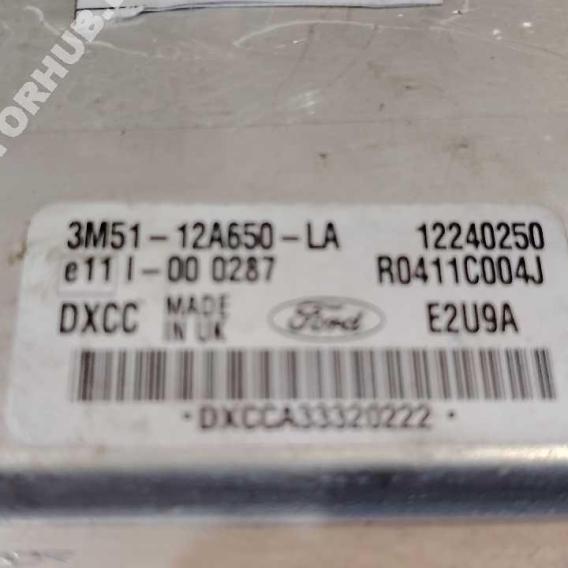 3M51-12A650-LA 12240250
e11 I-00 0287 R0411C004J
DXCC MADE IN UK Ford E2U9A
•DXCCA33320222•